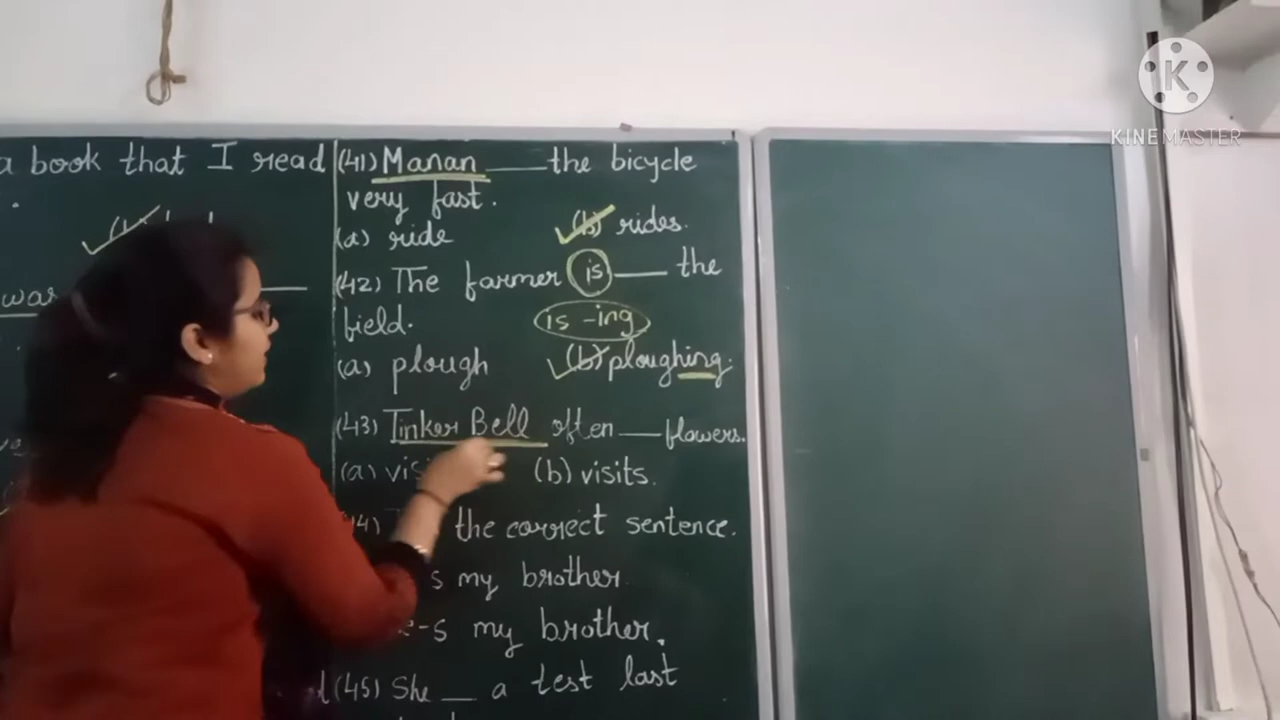 a book that I read
.
was
(41) Manan ___ the bicycle
very fast.
(a) ride (b) rides.
(42) The farmer is ___ the
field. is -ing
(a) plough (b) ploughing.
(43) Tinker Bell often ___ flowers.
(b) visits.
the correct sentence.
my brother
my brother.
(45) She __ a test last
K
KINEMASTER